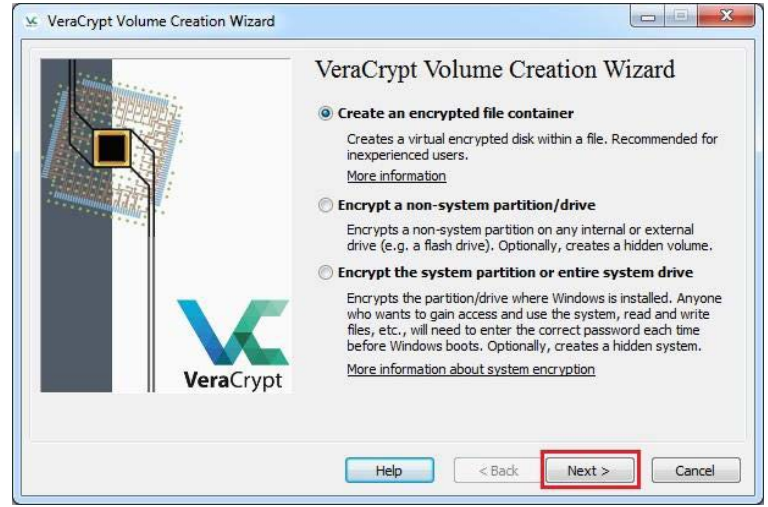 VeraCrypt Volume Creation Wizard
VeraCrypt Volume Creation Wizard
Create an encrypted file container
Creates a virtual encrypted disk within a file. Recommended for
inexperienced users.
More information
Encrypt a non-system partition/drive
Encrypts a non-system partition on any internal or external
drive (e.g. a flash drive). Optionally, creates a hidden volume.
Encrypt the system partition or entire system drive
Encrypts the partition/drive where Windows is installed. Anyone
who wants to gain access and use the system, read and write
files, etc., will need to enter the correct password each time
before Windows boots. Optionally, creates a hidden system.
More information about system encryption
VeraCrypt
Help
< Back
Next >
Cancel